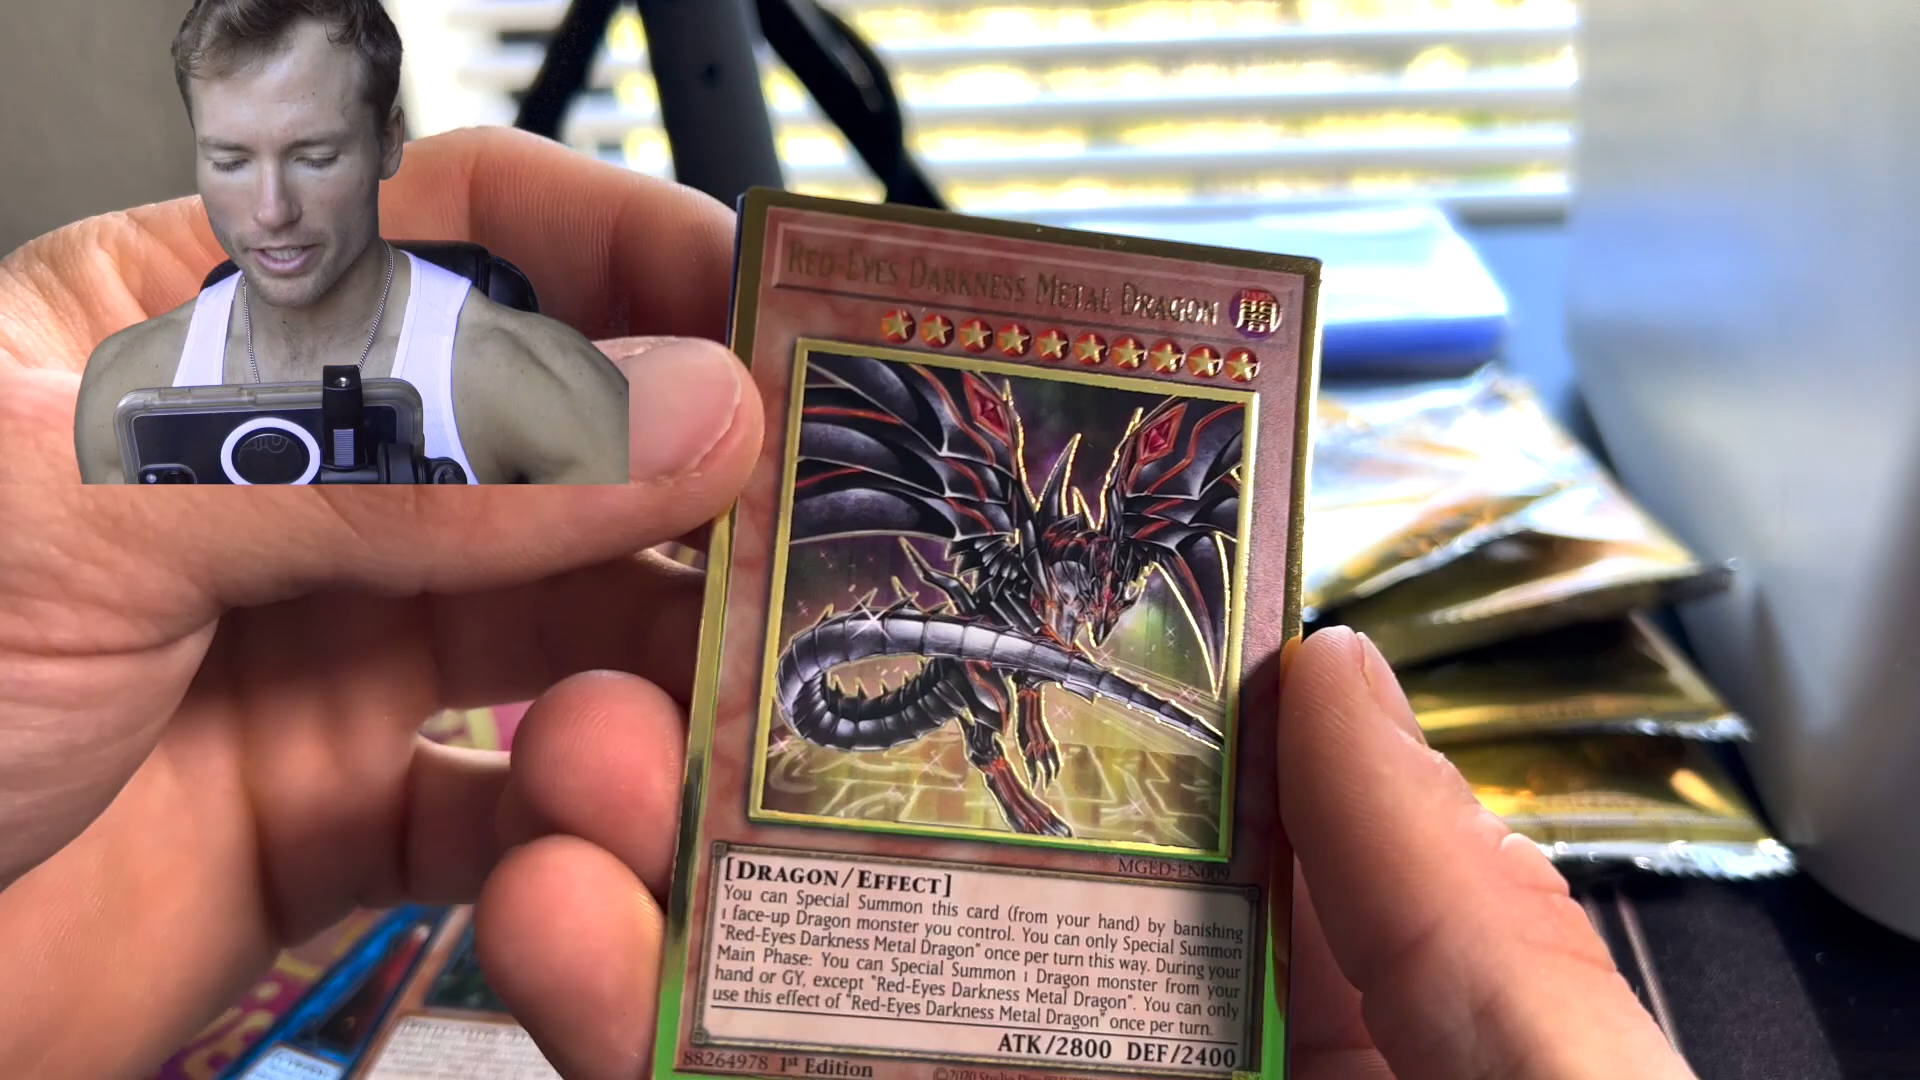 RED-EYES DARKNESS METAL DRAGON
闇
MGED-EN009
[DRAGON/EFFECT]
You can Special Summon this card (from your hand) by banishing
1 face-up Dragon monster you control. You can only Special Summon
"Red-Eyes Darkness Metal Dragon" once per turn this way. During your
Main Phase: You can Special Summon 1 Dragon monster from your
hand or GY, except "Red-Eyes Darkness Metal Dragon". You can only
use this effect of "Red-Eyes Darkness Metal Dragon" once per turn.
ATK/2800 DEF/2400
88264978 1st Edition
©2020